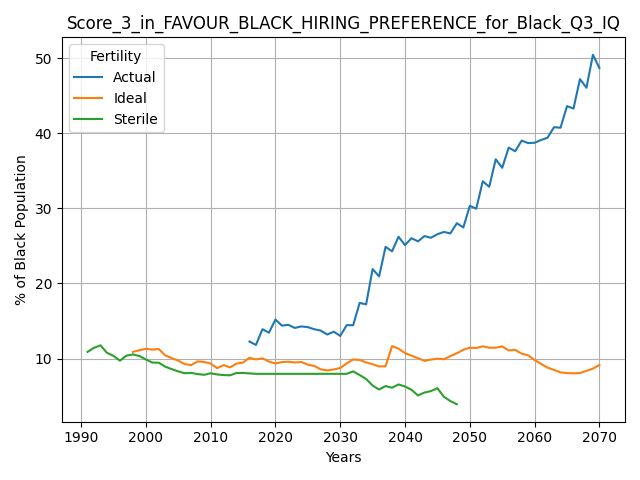 Score_3_in_FAVOUR_BLACK_HIRING_PREFERENCE_for_Black_Q3_IQ
Fertility
Actual
Ideal
Sterile
% of Black Population
50
40
30
20
10
1990 2000 2010 2020 2030 2040 2050 2060 2070
Years